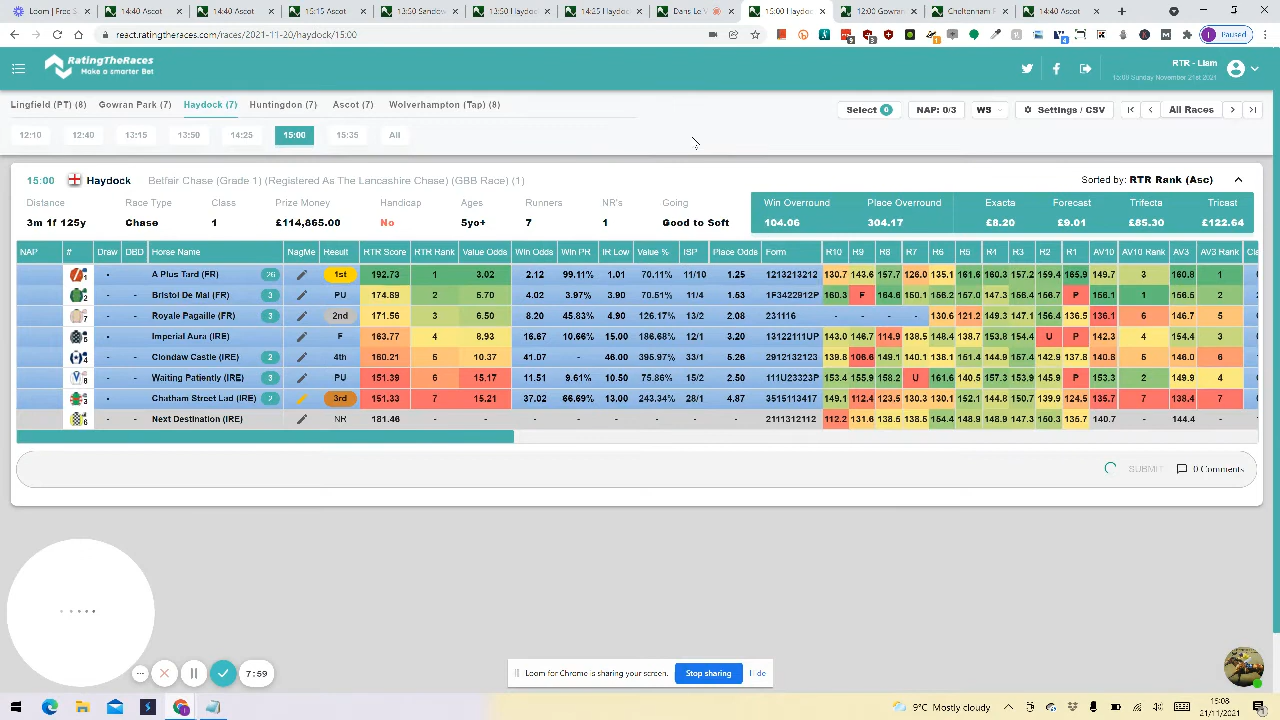 Loom | Free S
14:40 Ascot
14:40 Ascot
15:15 Ascot
13:50 Sandow
14:25 Haydoc
Dans Le V
15:00 Haydoc
12:00 Gowran
Cheltenham F
14:40 Ascot
react.ratingtheraces.com/races/2021-11-20/haydock/15:00
Paused
RatingTheRaces
Make a smarter Bet
RTR - Liam
15:00 Sunday November 21st 2021
Lingfield (PT) (8) Gowran Park (7) Haydock (7) Huntingdon (7) Ascot (7) Wolverhampton (Tap) (8)
Select 0 NAP: 0/3 WS Settings / CSV All Races
12:10 12:40 13:15 13:50 14:25 15:00 15:35 All
15:00 Haydock Betfair Chase (Grade 1) (Registered As The Lancashire Chase) (GBB Race) (1) Sorted by: RTR Rank (Asc)
Distance Race Type Class Prize Money Handicap Ages Runners NR's Going Win Overround Place Overround Exacta Forecast Trifecta Tricast
3m 1f 125y Chase 1 £114,865.00 No 5yo+ 7 1 Good to Soft 104.06 304.17 £8.20 £9.01 £85.30 £122.64
NAP # Draw DBD Horse Name NagMe Result RTR Score RTR Rank Value Odds Win Odds Win PR IR Low Value % ISP Place Odds Form R10 R9 R8 R7 R6 R5 R4 R3 R2 R1 AV10 AV10 Rank AV3 AV3 Rank Cla
- - A Plus Tard (FR) 26 1st 192.73 1 3.02 2.12 99.11% 1.01 70.11% 11/10 1.25 1213213212 130.7 143.6 157.7 126.0 135.1 161.6 160.3 157.2 159.4 165.9 149.7 3 160.8 1
2 - - Bristol De Mai (FR) 3 PU 174.89 2 5.70 4.02 3.97% 3.90 70.51% 11/4 1.53 1F3422912P 160.3 F 164.6 150.1 156.2 157.0 147.3 156.4 156.6 P 156.1 1 156.5 2
7 - - Royale Pagaille (FR) 3 2nd 171.56 3 6.50 8.20 45.83% 4.90 126.17% 13/2 2.08 231116 - - - - 130.6 121.2 149.3 147.1 156.4 136.5 136.1 6 146.7 5
5 - - Imperial Aura (IRE) F 163.77 4 8.93 16.67 10.66% 15.00 186.68% 12/1 3.20 13122111UP 143.0 146.7 114.9 138.5 148.4 138.7 154.8 153.8 U P 142.3 4 154.4 3
- - Clondaw Castle (IRE) 2 4th 160.21 5 10.37 41.07 - 46.00 395.97% 33/1 5.26 2912132123 139.8 106.6 149.1 140.1 138.1 151.4 144.9 157.4 142.9 137.8 140.8 5 146.0 6
8 - - Waiting Patiently (IRE) 3 PU 151.39 6 15.17 11.51 9.61% 10.50 75.86% 15/2 2.50 111U23323P 153.4 155.9 158.2 U 161.6 140.5 157.3 153.9 145.9 P 153.3 2 149.9 4
3 - - Chatham Street Lad (IRE) 2 3rd 151.33 7 15.21 37.02 66.69% 13.00 243.34% 28/1 4.87 3515113417 149.1 112.4 123.5 130.3 130.1 152.1 144.8 150.7 139.9 124.5 135.7 7 138.4 7
6 Next Destination (IRE) NR 181.46 - - - - - - - - 2111312112 112.2 131.6 138.5 138.5 154.4 148.9 148.9 147.3 150.3 135.7 140.7 - 144.4 -
SUBMIT 0 Comments
7:59
Loom for Chrome is sharing your screen. Stop sharing Hide
9°C Mostly cloudy
15:08
21/11/2021